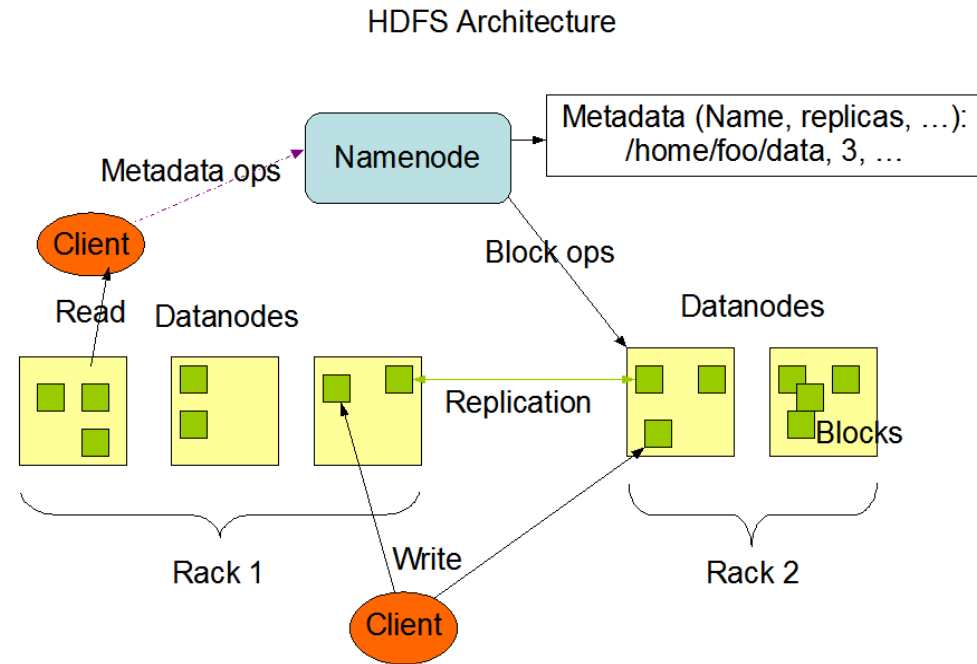 HDFS Architecture
Metadata (Name, replicas, …):
/home/foo/data, 3, …
Namenode
Metadata ops
Client
Block ops
Read
Datanodes
Datanodes
Replication
Blocks
Rack 1
Write
Rack 2
Client